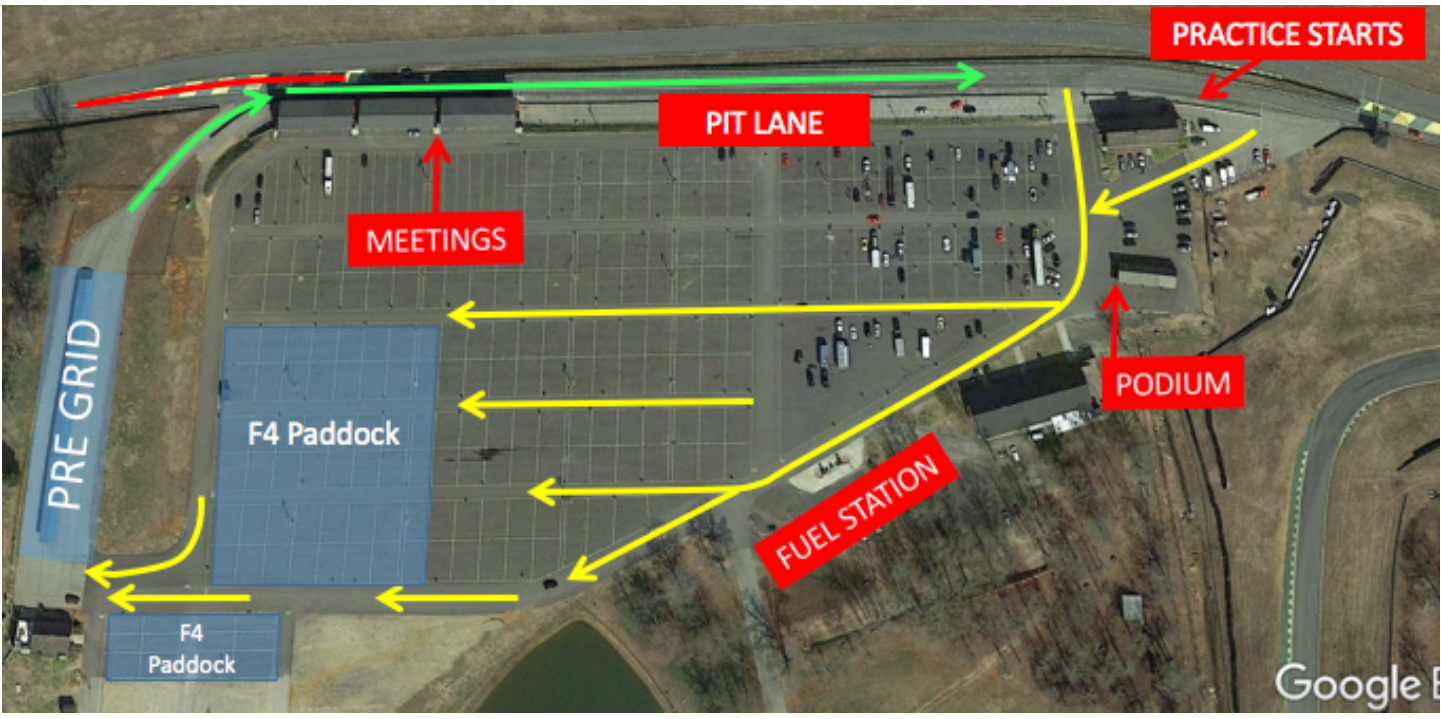 PRACTICE STARTS
PIT LANE
MEETINGS
PRE GRID
F4 Paddock
PODIUM
FUEL STATION
F4
Paddock
Google E